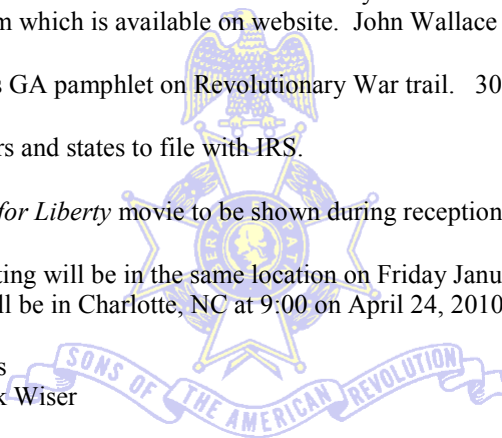 m which is available on website. John Wallace
s GA pamphlet on Revolutionary War trail. 30
rs and states to file with IRS.
for Liberty movie to be shown during reception
ting will be in the same location on Friday Janu
ll be in Charlotte, NC at 9:00 on April 24, 2010
s
k Wiser
SONS OF THE AMERICAN REVOLUTION